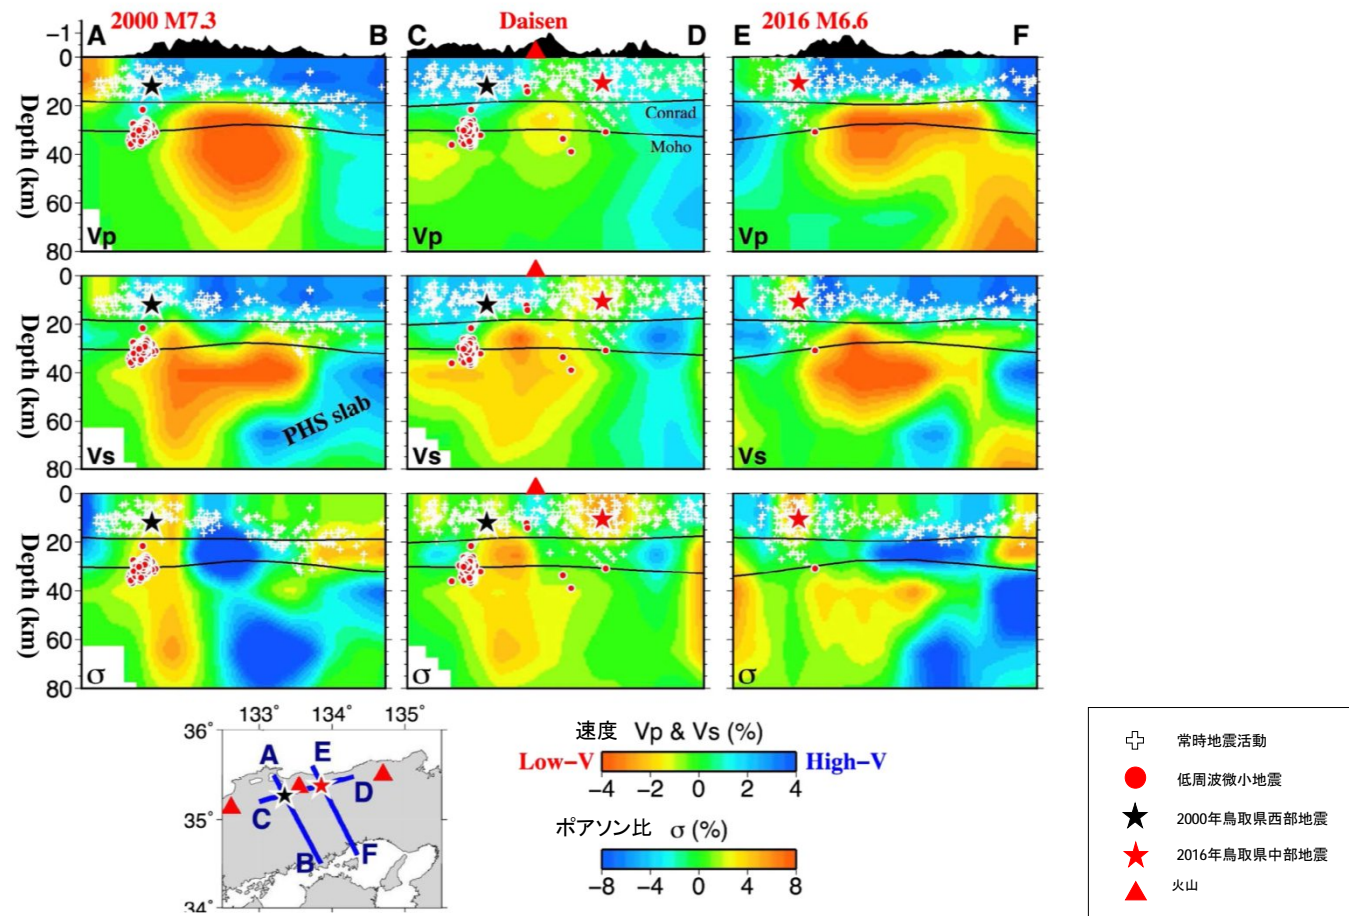 2000 M7.3
Daisen
2016 M6.6
A B C D E F
−1
0
20
40
60
80
Depth (km)
Vp
Vp
Vp
Conrad
Moho
0
20
40
60
80
Depth (km)
Vs
Vs
Vs
PHS slab
0
20
40
60
80
Depth (km)
σ
σ
σ
133° 134° 135°
36°
35°
34°
A
E
C
D
B
F
速度 Vp & Vs (%)
Low−V High−V
−4 −2 0 2 4
ポアソン比 σ (%)
−8 −4 0 4 8
常時地震活動
低周波微小地震
2000年鳥取県西部地震
2016年鳥取県中部地震
火山